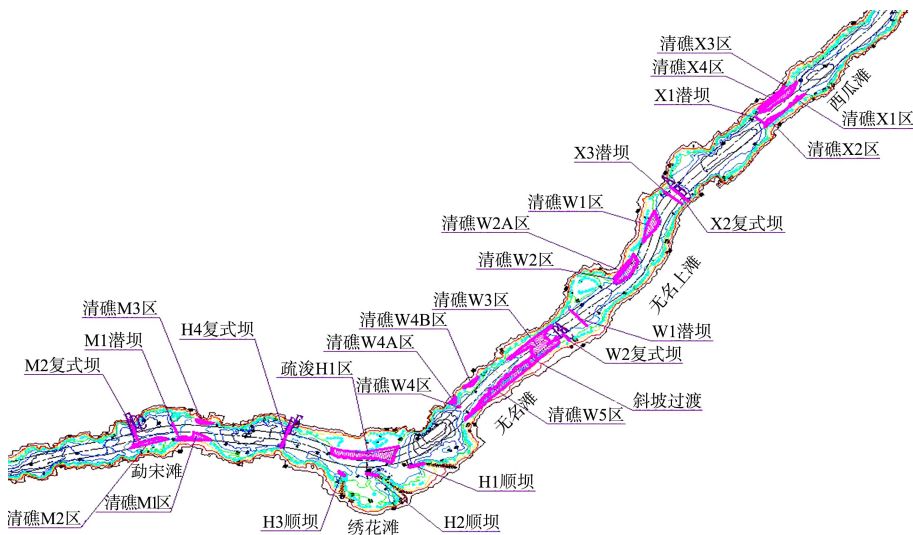 清礁X3区
清礁X4区
X1潜坝
西瓜滩
清礁X1区
清礁X2区
X3潜坝
清礁W1区
清礁W2A区
X2复式坝
清礁W2区
无名上滩
清礁W3区
清礁W4B区
清礁M3区
H4复式坝
清礁W4A区
W1潜坝
M1潜坝
W2复式坝
M2复式坝
疏浚H1区
清礁W4区
斜坡过渡
无名滩
清礁W5区
勐宋滩
H1顺坝
清礁M1区
清礁M2区
H3顺坝
绣花滩
H2顺坝